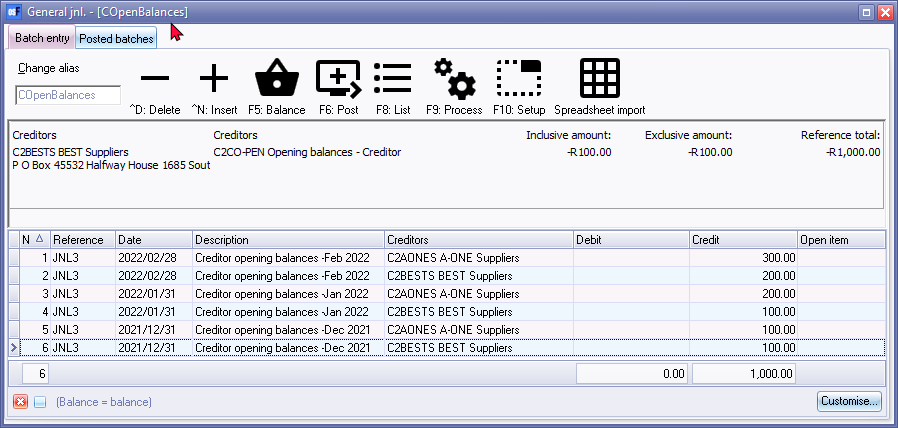 General jnl. - [COpenBalances]
Batch entry Posted batches
Change alias
COpenBalances
^D: Delete ^N: Insert F5: Balance F6: Post F8: List F9: Process F10: Setup Spreadsheet import
Creditors Creditors Inclusive amount: Exclusive amount: Reference total:
C2BESTS BEST Suppliers C2CO-PEN Opening balances - Creditor -R100.00 -R100.00 -R1,000.00
P O Box 45532 Halfway House 1685 Sout
N Reference Date Description Creditors Debit Credit Open item
1 JNL3 2022/02/28 Creditor opening balances -Feb 2022 C2AONES A-ONE Suppliers 300.00
2 JNL3 2022/02/28 Creditor opening balances -Feb 2022 C2BESTS BEST Suppliers 200.00
3 JNL3 2022/01/31 Creditor opening balances -Jan 2022 C2AONES A-ONE Suppliers 200.00
4 JNL3 2022/01/31 Creditor opening balances -Jan 2022 C2BESTS BEST Suppliers 100.00
5 JNL3 2021/12/31 Creditor opening balances -Dec 2021 C2AONES A-ONE Suppliers 100.00
6 JNL3 2021/12/31 Creditor opening balances -Dec 2021 C2BESTS BEST Suppliers 100.00
6 0.00 1,000.00
(Balance = balance) Customise...